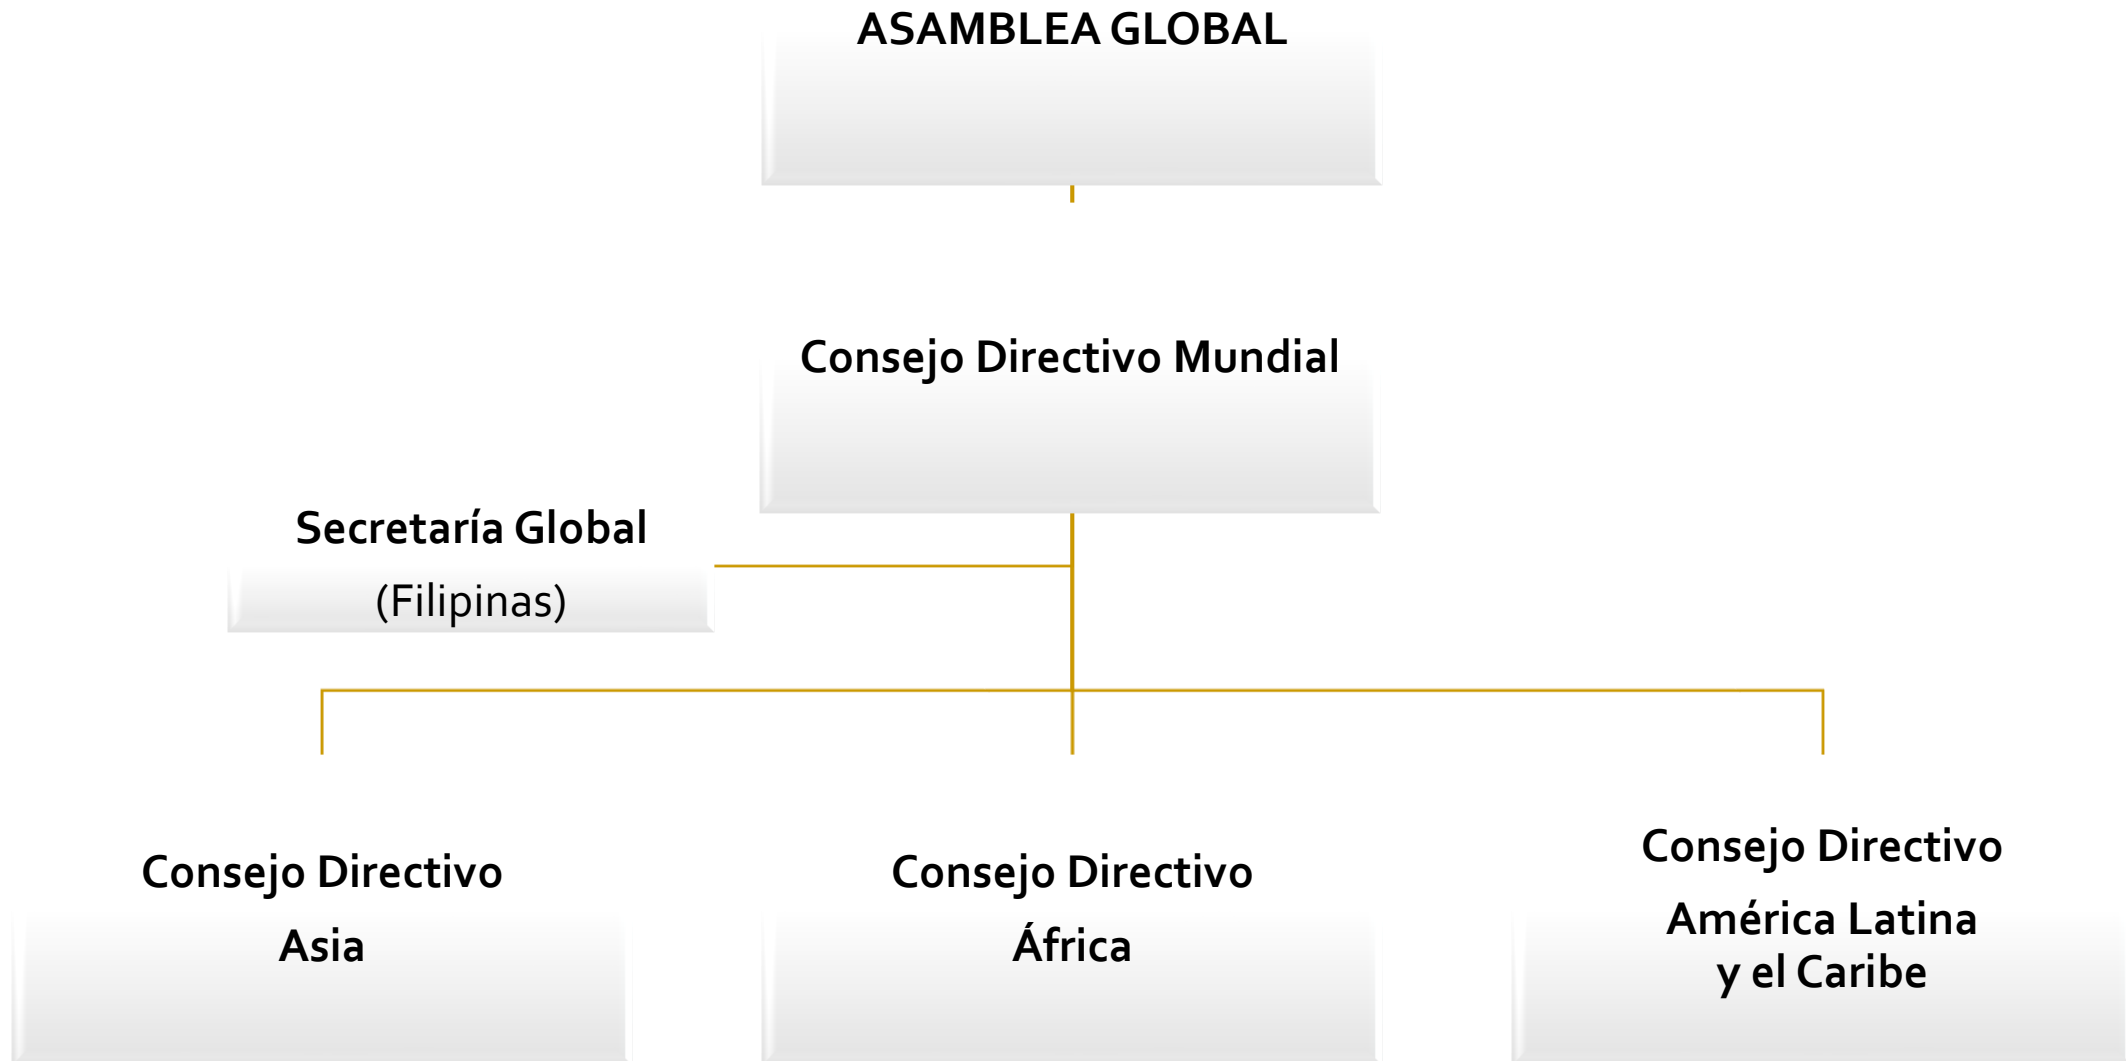 ASAMBLEA GLOBAL
Consejo Directivo Mundial
Secretaría Global
(Filipinas)
Consejo Directivo
Asia
Consejo Directivo
África
Consejo Directivo
América Latina
y el Caribe